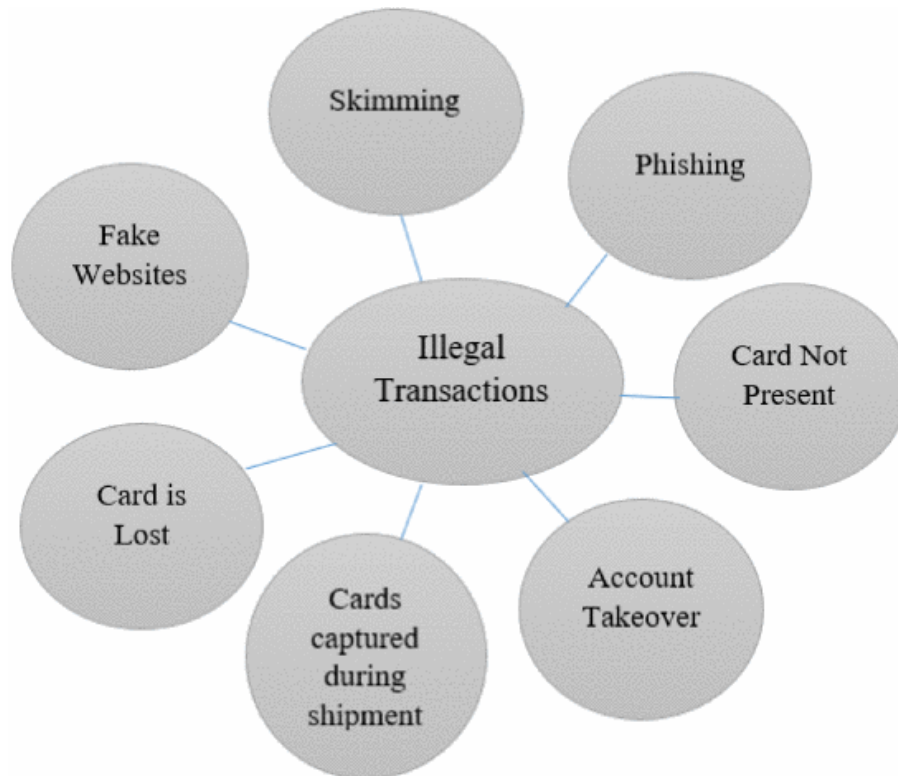 Skimming
Phishing
Fake
Websites
Illegal
Transactions
Card Not
Present
Card is
Lost
Account
Takeover
Cards
captured
during
shipment